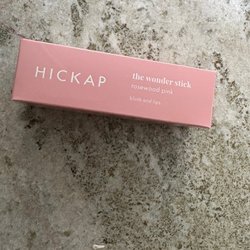 HICKAP
the wonder stick
rosewood pink
blush and lips